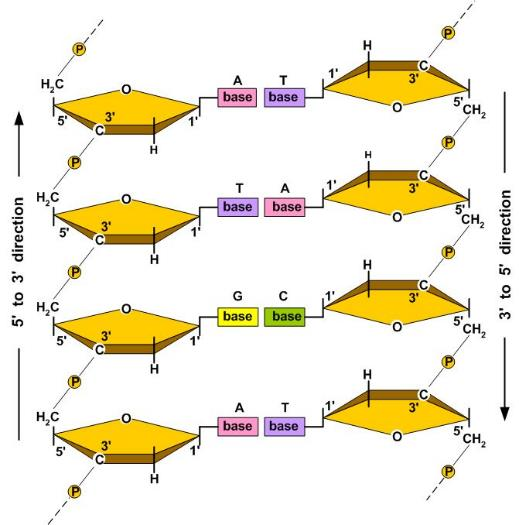 P
P
H
1'
3'
C
H₂C
O
A
T
base
base
5'
CH₂
O
5'
3'
C
1'
H
P
P
H
1'
3'
C
H₂C
O
T
A
base
base
5'
CH₂
O
5'
3'
C
1'
H
P
P
5' to 3' direction
3' to 5' direction
H
1'
3'
C
H₂C
O
G
C
base
base
5'
CH₂
O
5'
3'
C
1'
H
P
P
H
1'
3'
C
H₂C
O
A
T
base
base
5'
CH₂
O
5'
3'
C
1'
H
P
P